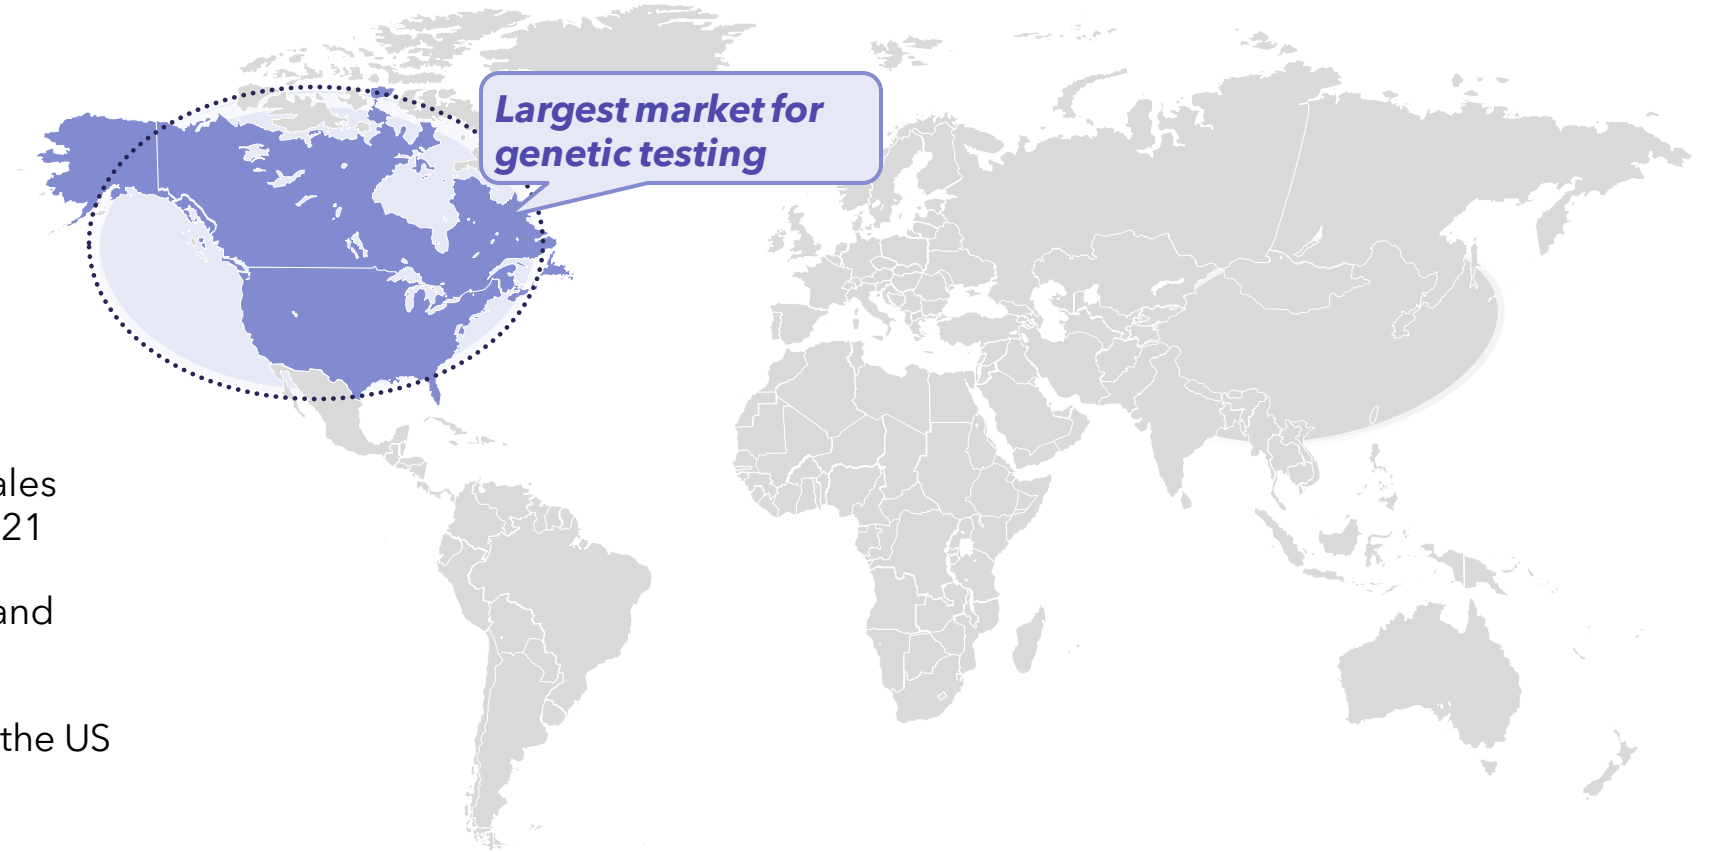 Largest market for
genetic testing
ales
21
and
the US